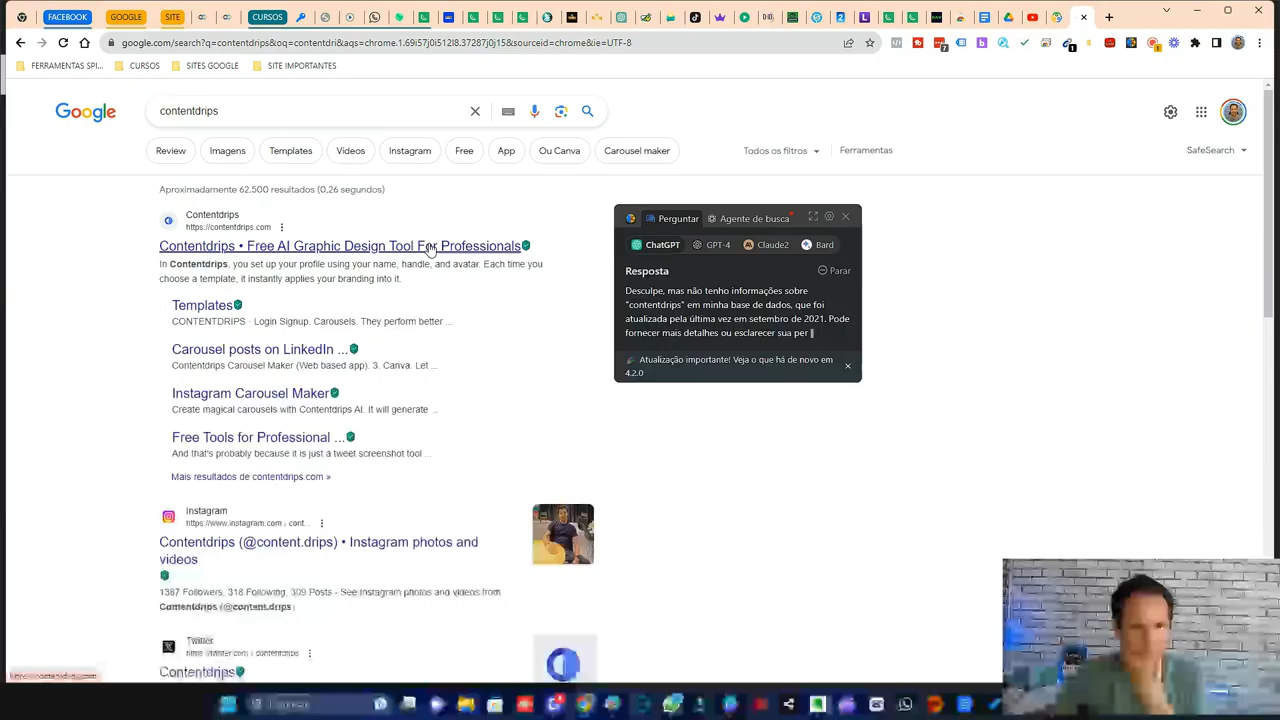 FACEBOOK
GOOGLE
SITE
CURSOS
google.com/search?q=contentdrips&oq=contentdri&aqs=chrome.1.69i57j0i512l8.37287j0j15&sourceid=chrome&ie=UTF-8
FERRAMENTAS SPI...
CURSOS
SITES GOOGLE
SITE IMPORTANTES
Google
contentdrips
Review
Imagens
Templates
Videos
Instagram
Free
App
Ou Canva
Carousel maker
Todos os filtros
Ferramentas
SafeSearch
Aproximadamente 62.500 resultados (0,26 segundos)
Contentdrips
https://contentdrips.com
Contentdrips • Free AI Graphic Design Tool For Professionals
In Contentdrips, you set up your profile using your name, handle, and avatar. Each time you
choose a template, it instantly applies your branding into it.
Templates
CONTENTDRIPS · Login Signup. Carousels. They perform better ...
Carousel posts on LinkedIn ...
Contentdrips Carousel Maker (Web based app). 3. Canva. Let ...
Instagram Carousel Maker
Create magical carousels with Contentdrips AI. It will generate ...
Free Tools for Professional ...
And that's probably because it is just a tweet screenshot tool ...
Mais resultados de contentdrips.com »
Instagram
https://www.instagram.com › cont...
Contentdrips (@content.drips) • Instagram photos and
videos
1387 Followers, 318 Following, 309 Posts - See Instagram photos and videos from
Contentdrips (@content.drips)
Twitter
Contentdrips
Perguntar
Agente de busca
ChatGPT
GPT-4
Claude2
Bard
Resposta
Parar
Desculpe, mas não tenho informações sobre
"contentdrips" em minha base de dados, que foi
atualizada pela última vez em setembro de 2021. Pode
fornecer mais detalhes ou esclarecer sua per
Atualização importante! Veja o que há de novo em
4.2.0